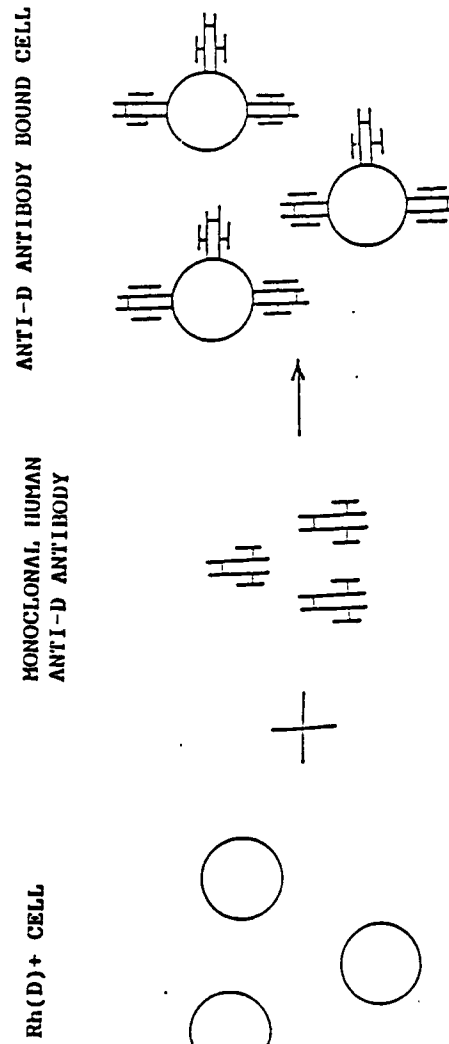 Rh(D)+ CELL
MONOCLONAL HUMAN
ANTI-D ANTIBODY
ANTI-D ANTIBODY BOUND CELL